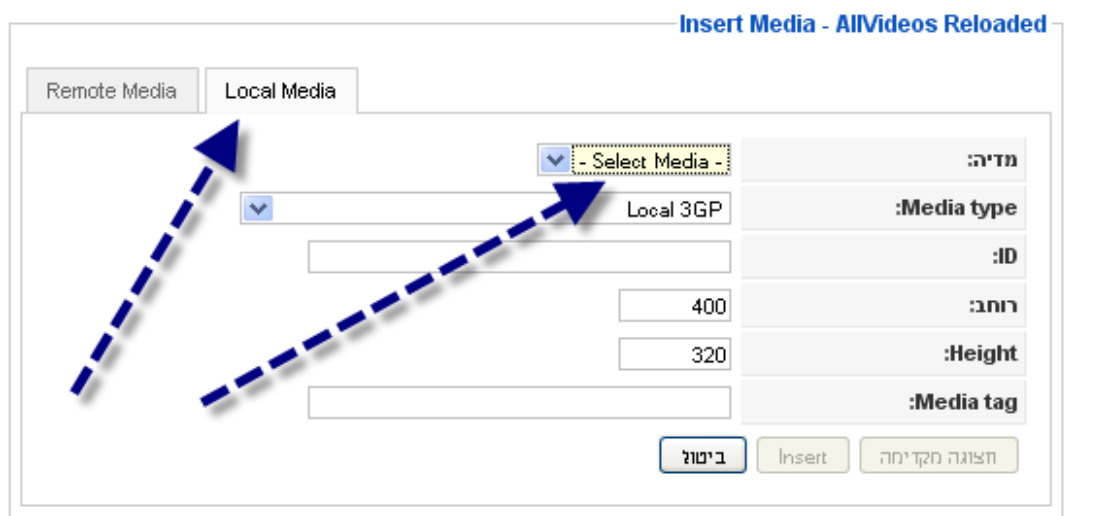 Insert Media - AllVideos Reloaded
Remote Media Local Media
מדיה: - Select Media -
Media type: Local 3GP
ID:
רוחב: 400
Height: 320
Media tag:
תצוגה מקדימה Insert ביטול